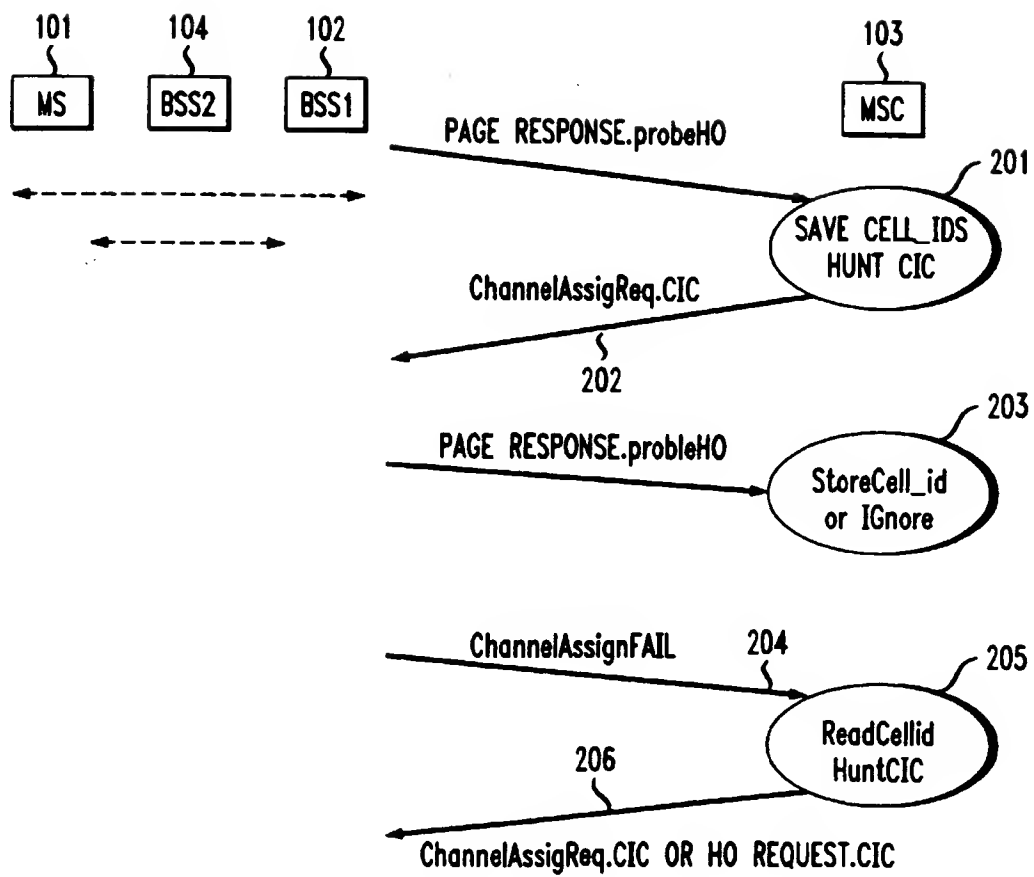 101 104 102 103
MS BSS2 BSS1 MSC
PAGE RESPONSE.probeHO
201
SAVE CELL_IDS
HUNT CIC
ChannelAssigReq.CIC
202
203
PAGE RESPONSE.probleHO
StoreCell_id
or IGnore
ChannelAssignFAIL
204
205
ReadCellid
HuntCIC
206
ChannelAssigReq.CIC OR HO REQUEST.CIC